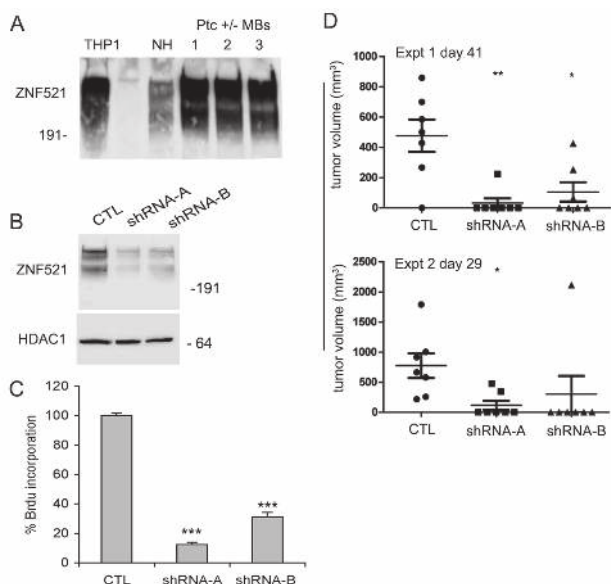 A
Ptc +/- MBs
THP1 NH 1 2 3
ZNF521
191-
B
CTL shRNA-A shRNA-B
ZNF521
-191
HDAC1
- 64
C
% Brdu incorporation
120
100
80
60
40
20
0
***
***
CTL shRNA-A shRNA-B
D
Expt 1 day 41
tumor volume (mm³)
1000
800
600
400
200
0
**
*
CTL shRNA-A shRNA-B
Expt 2 day 29
tumor volume (mm³)
2500
2000
1500
1000
500
0
*
CTL shRNA-A shRNA-B